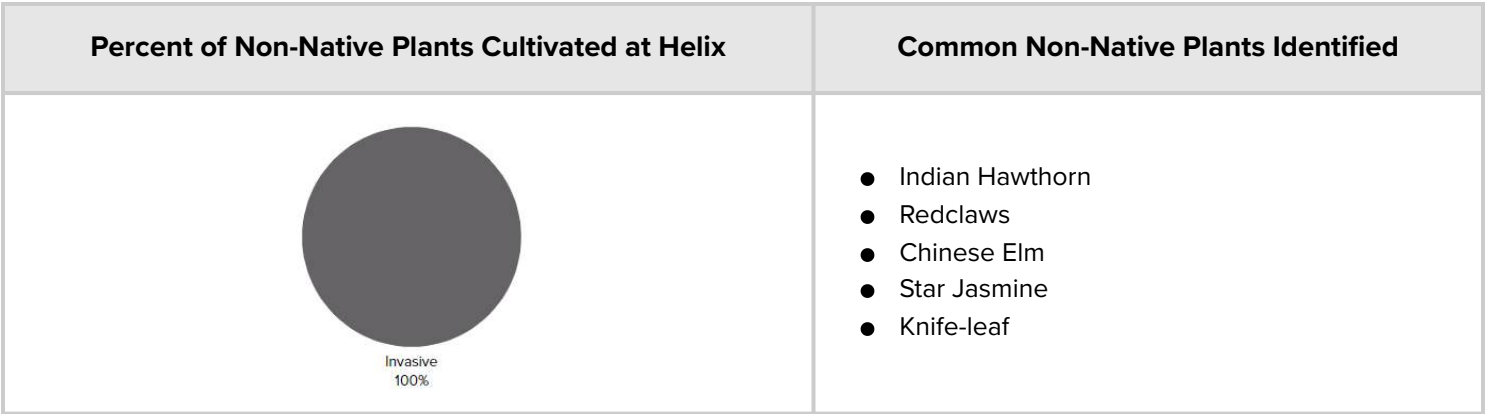 Percent of Non-Native Plants Cultivated at Helix
Common Non-Native Plants Identified
Invasive
100%
● Indian Hawthorn
● Redclaws
● Chinese Elm
● Star Jasmine
● Knife-leaf